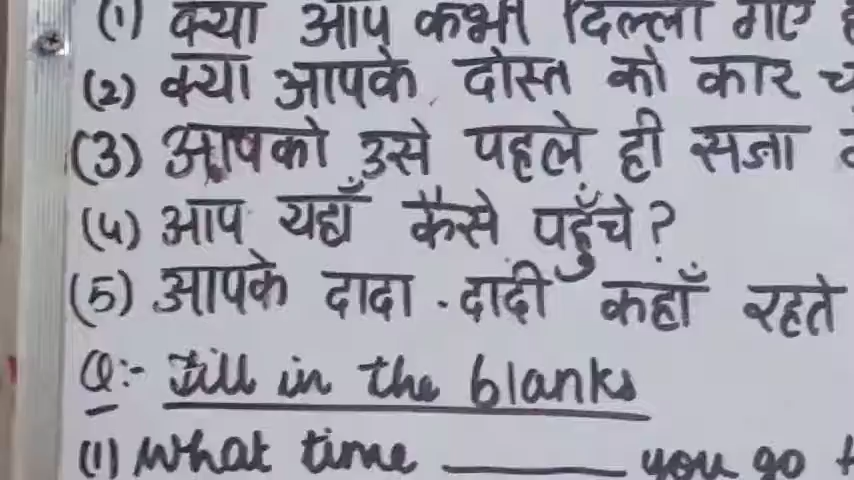 (1) क्या आप कभी दिल्ली गए
(2) क्या आपके दोस्त को कार
(3) आपको उसे पहले ही सजा
(4) आप यहाँ कैसे पहुँचे?
(5) आपके दादा-दादी कहाँ रहते
Q:- Fill in the blanks
(1) What time ______ you go